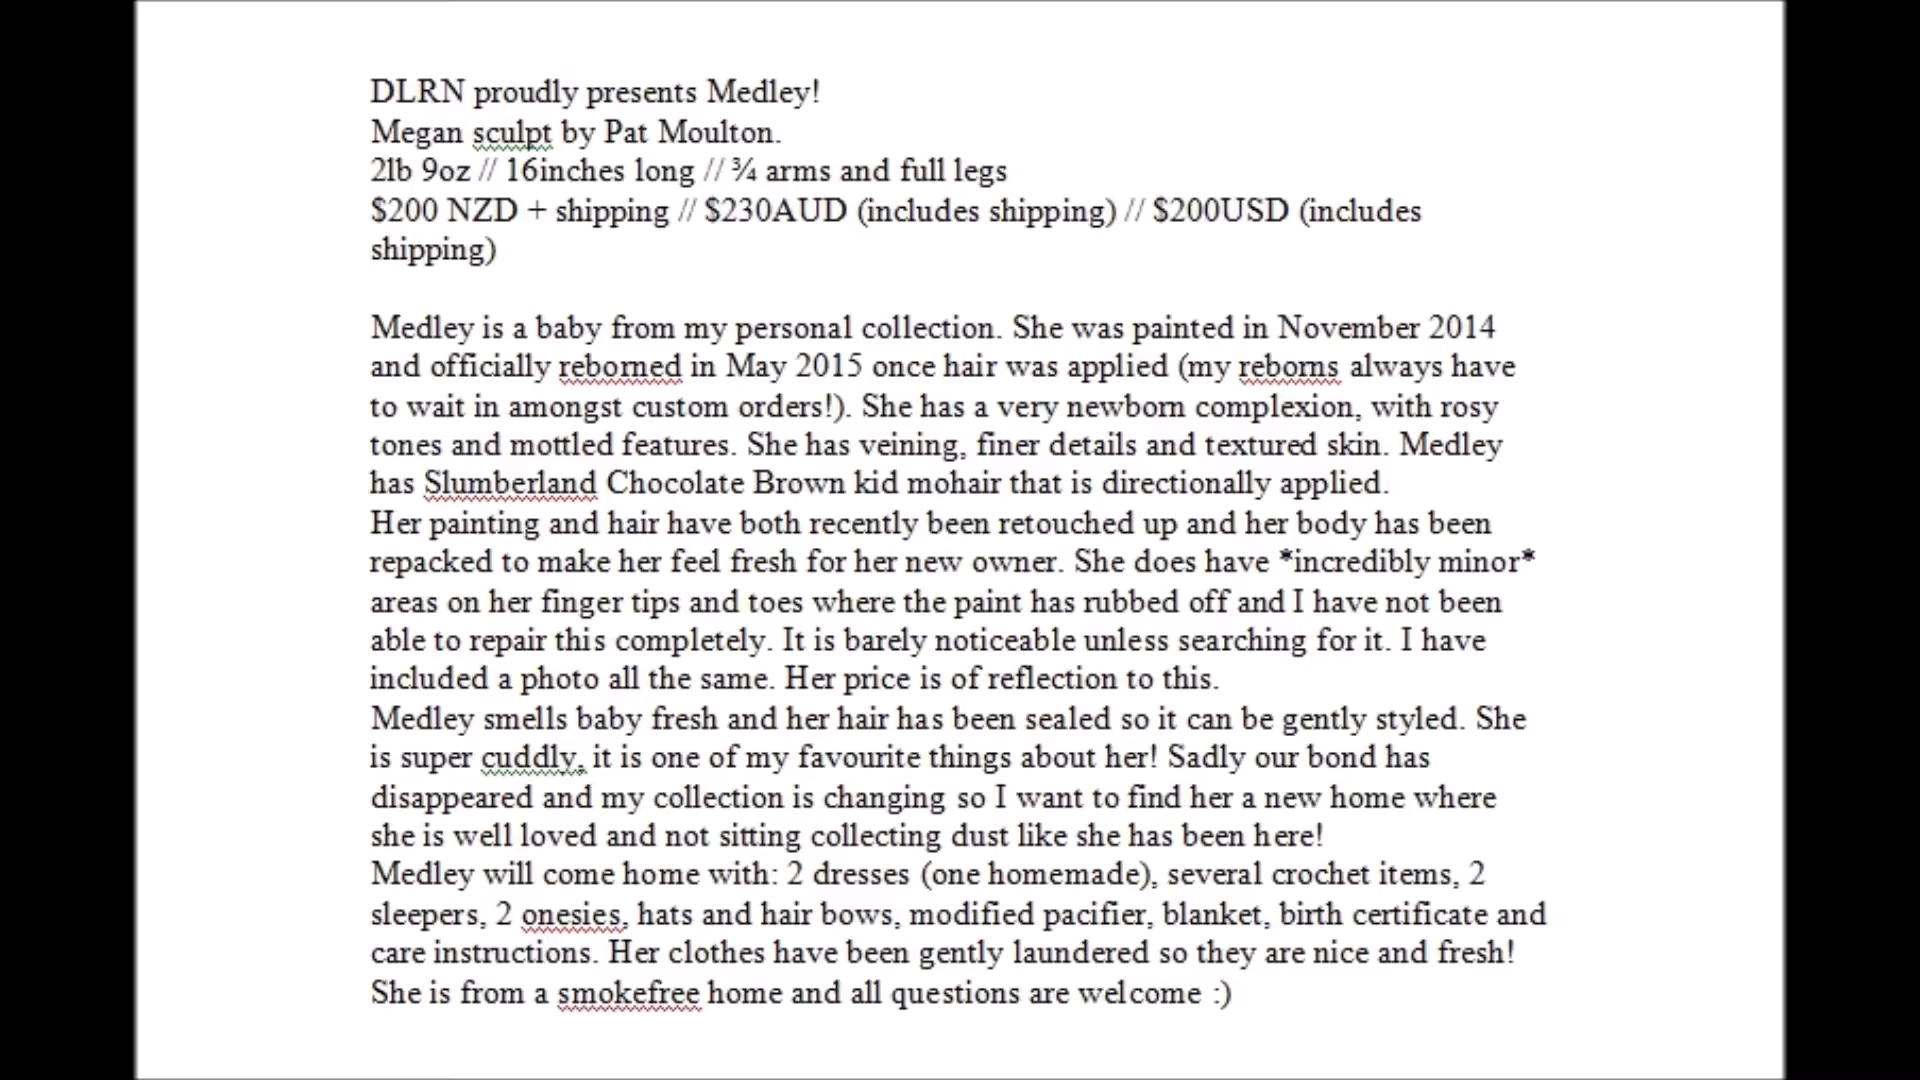 DLRN proudly presents Medley!
Megan sculpt by Pat Moulton.
2lb 9oz // 16inches long // ¾ arms and full legs
$200 NZD + shipping // $230AUD (includes shipping) // $200USD (includes
shipping)
Medley is a baby from my personal collection. She was painted in November 2014
and officially reborned in May 2015 once hair was applied (my reborns always have
to wait in amongst custom orders!). She has a very newborn complexion, with rosy
tones and mottled features. She has veining, finer details and textured skin. Medley
has Slumberland Chocolate Brown kid mohair that is directionally applied.
Her painting and hair have both recently been retouched up and her body has been
repacked to make her feel fresh for her new owner. She does have *incredibly minor*
areas on her finger tips and toes where the paint has rubbed off and I have not been
able to repair this completely. It is barely noticeable unless searching for it. I have
included a photo all the same. Her price is of reflection to this.
Medley smells baby fresh and her hair has been sealed so it can be gently styled. She
is super cuddly, it is one of my favourite things about her! Sadly our bond has
disappeared and my collection is changing so I want to find her a new home where
she is well loved and not sitting collecting dust like she has been here!
Medley will come home with: 2 dresses (one homemade), several crochet items, 2
sleepers, 2 onesies, hats and hair bows, modified pacifier, blanket, birth certificate and
care instructions. Her clothes have been gently laundered so they are nice and fresh!
She is from a smokefree home and all questions are welcome :)